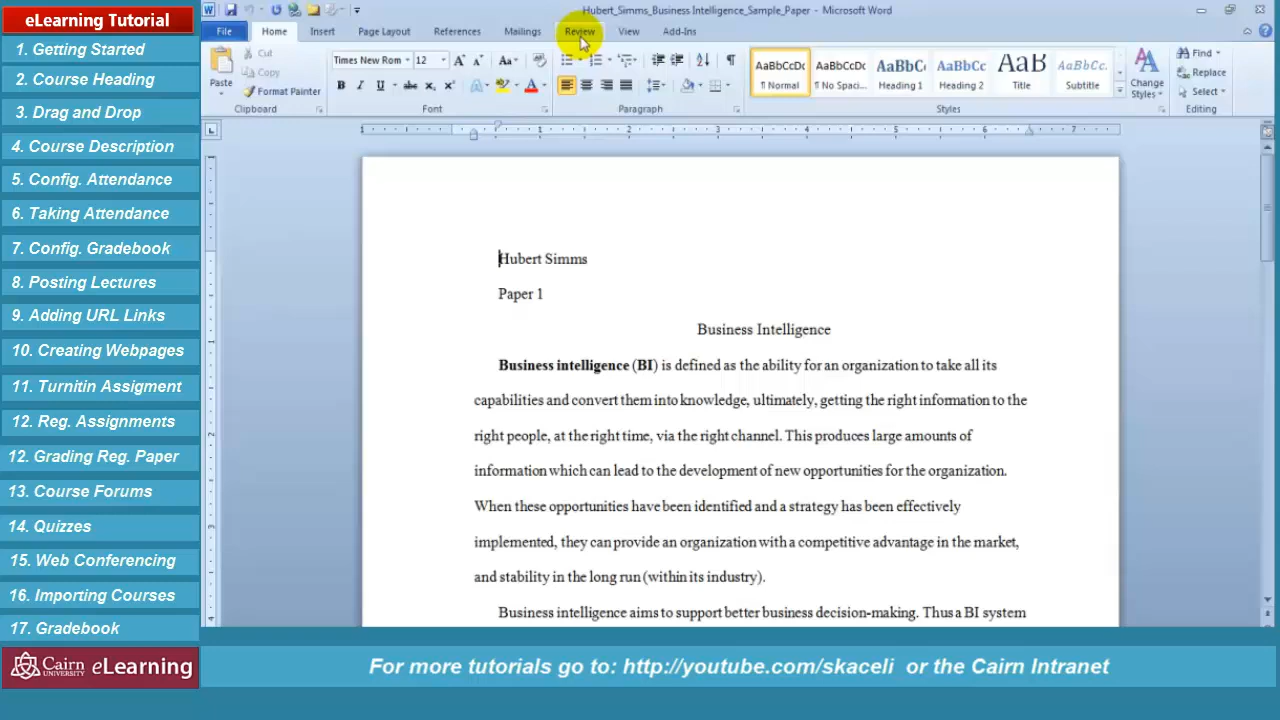 eLearning Tutorial
1. Getting Started
2. Course Heading
3. Drag and Drop
4. Course Description
5. Config. Attendance
6. Taking Attendance
7. Config. Gradebook
8. Posting Lectures
9. Adding URL Links
10. Creating Webpages
11. Turnitin Assigment
12. Reg. Assignments
12. Grading Reg. Paper
13. Course Forums
14. Quizzes
15. Web Conferencing
16. Importing Courses
17. Gradebook
Cairn UNIVERSITY eLearning
Hubert_Simms_Business Intelligence_Sample_Paper - Microsoft Word
File Home Insert Page Layout References Mailings Review View Add-Ins
Paste
Cut
Copy
Format Painter
Clipboard
Times New Rom 12
Font
Paragraph
AaBbCcDc AaBbCcDc AaBbC AaBbCc AaB AaBbCc.
¶ Normal ¶ No Spaci... Heading 1 Heading 2 Title Subtitle
Change Styles
Styles
Find
Replace
Select
Editing
1 1 2 3 4 5 6 7
Hubert Simms
Paper 1
Business Intelligence
Business intelligence (BI) is defined as the ability for an organization to take all its
capabilities and convert them into knowledge, ultimately, getting the right information to the
right people, at the right time, via the right channel. This produces large amounts of
information which can lead to the development of new opportunities for the organization.
When these opportunities have been identified and a strategy has been effectively
implemented, they can provide an organization with a competitive advantage in the market,
and stability in the long run (within its industry).
Business intelligence aims to support better business decision-making. Thus a BI system
For more tutorials go to: http://youtube.com/skaceli or the Cairn Intranet